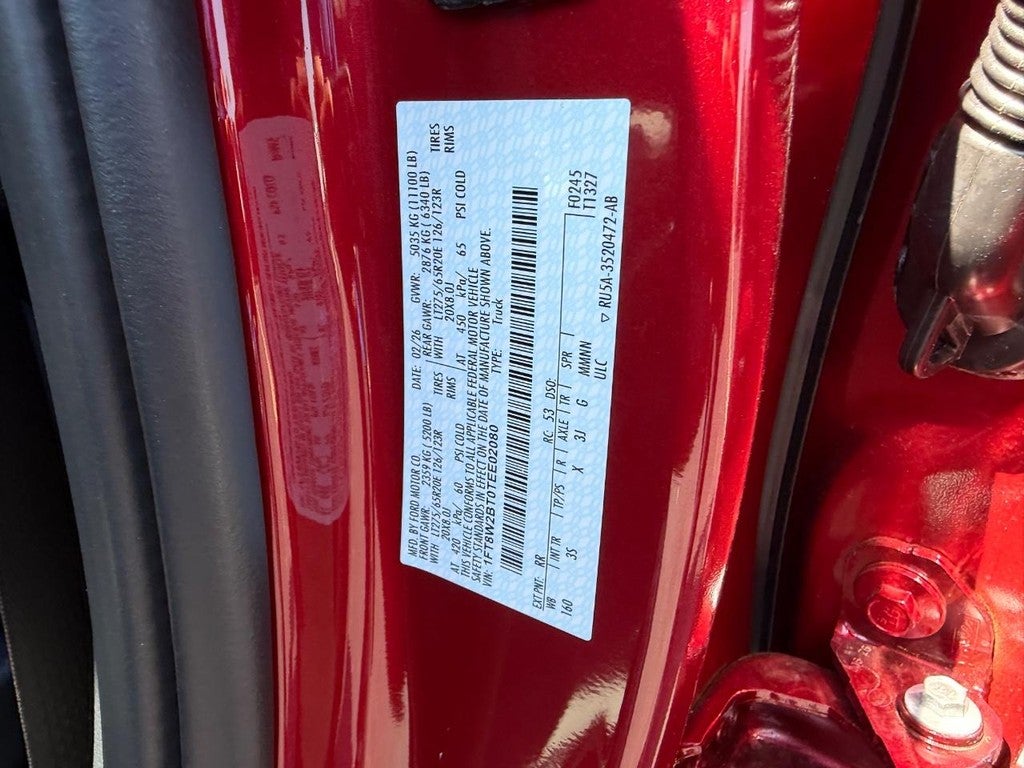 MFD. BY FORD MOTOR CO. DATE: 02/26 GVWR: 5035 KG (11100 LB)
FRONT GAWR: 2359 KG (5200 LB) REAR GAWR: 2876 KG (6340 LB)
WITH LT275/65R20E 126/123R TIRES WITH LT275/65R20E 126/123R TIRES
20X8.0J RIMS 20X8.0J RIMS
AT 420 kPa/ 60 PSI COLD AT 450 kPa/ 65 PSI COLD
THIS VEHICLE CONFORMS TO ALL APPLICABLE FEDERAL MOTOR VEHICLE
SAFETY STANDARDS IN EFFECT ON THE DATE OF MANUFACTURE SHOWN ABOVE.
VIN: 1FT8W2BT0TEE02080 TYPE: Truck
EXT PNT: RR RC: 53 DSO: F0245
WB INT TR TP/PS R AXLE TR SPR T1327
160 3S X 3J G MMNNN
ULC ▽ RU5A-3520472-AB